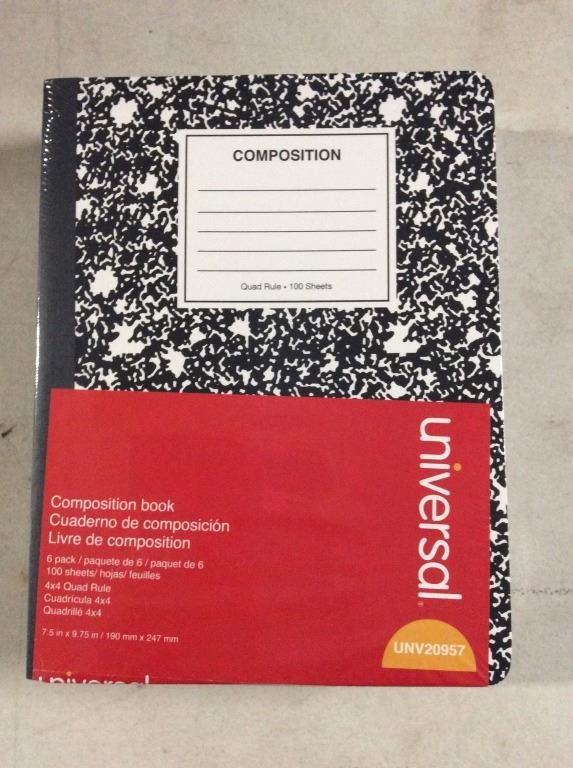 COMPOSITION
Quad Rule • 100 Sheets
universal®
Composition book
Cuaderno de composición
Livre de composition
6 pack / paquete de 6 / paquet de 6
100 sheets/ hojas/ feuilles
4x4 Quad Rule
Cuadricula 4x4
Quadrillé 4x4
7.5 in x 9.75 in / 190 mm x 247 mm
UNV20957
universal